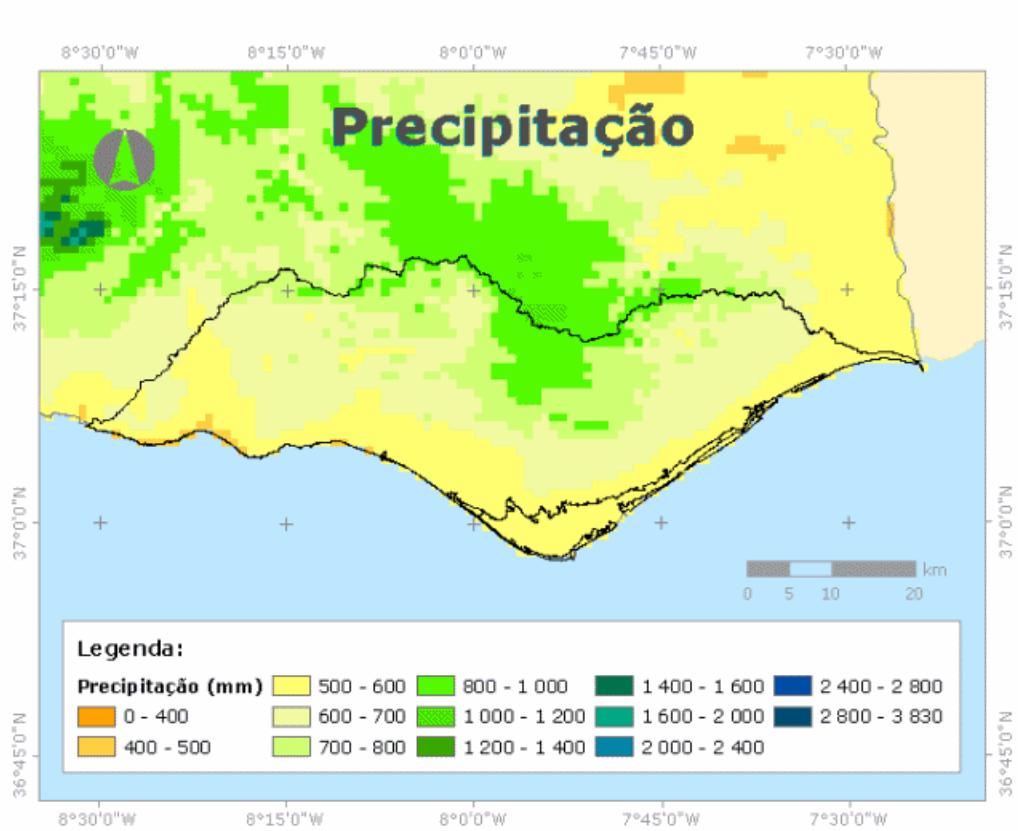 8°30'0"W 8°15'0"W 8°0'0"W 7°45'0"W 7°30'0"W
Precipitação
37°15'0"N 37°15'0"N
37°0'0"N 37°0'0"N
km
0 5 10 20
Legenda:
Precipitação (mm) 500 - 600 800 - 1 000 1 400 - 1 600 2 400 - 2 800
0 - 400 600 - 700 1 000 - 1 200 1 600 - 2 000 2 800 - 3 830
400 - 500 700 - 800 1 200 - 1 400 2 000 - 2 400
36°45'0"N 36°45'0"N
8°30'0"W 8°15'0"W 8°0'0"W 7°45'0"W 7°30'0"W